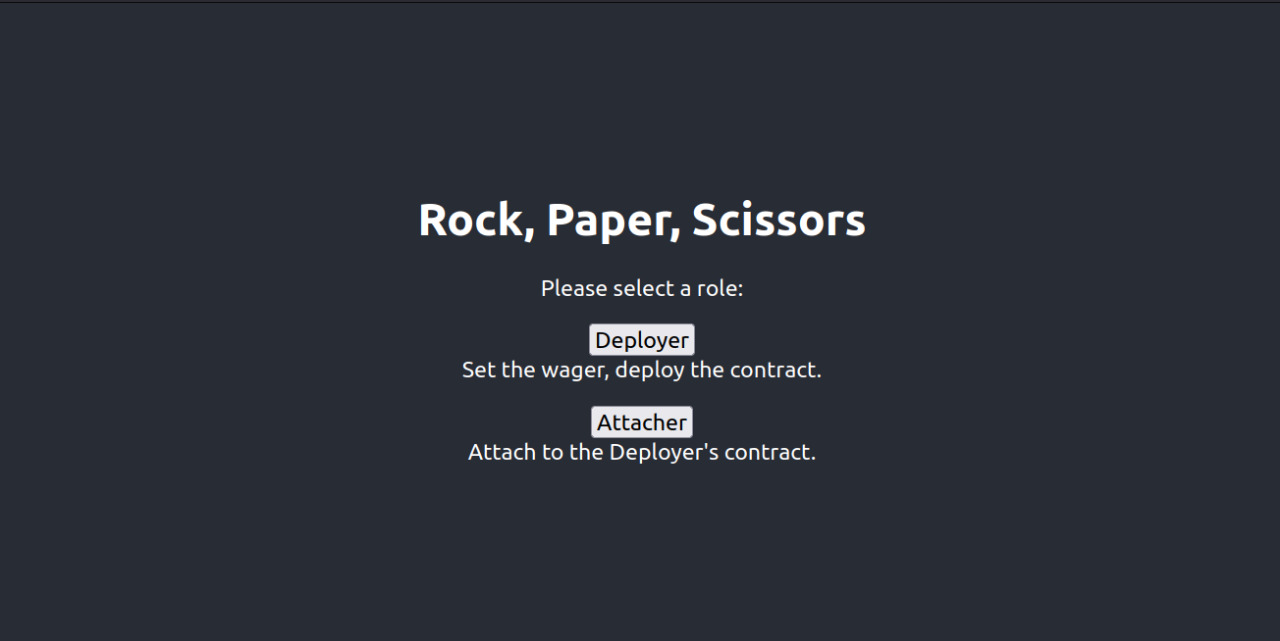 Rock, Paper, Scissors
Please select a role:
Deployer
Set the wager, deploy the contract.
Attacher
Attach to the Deployer's contract.